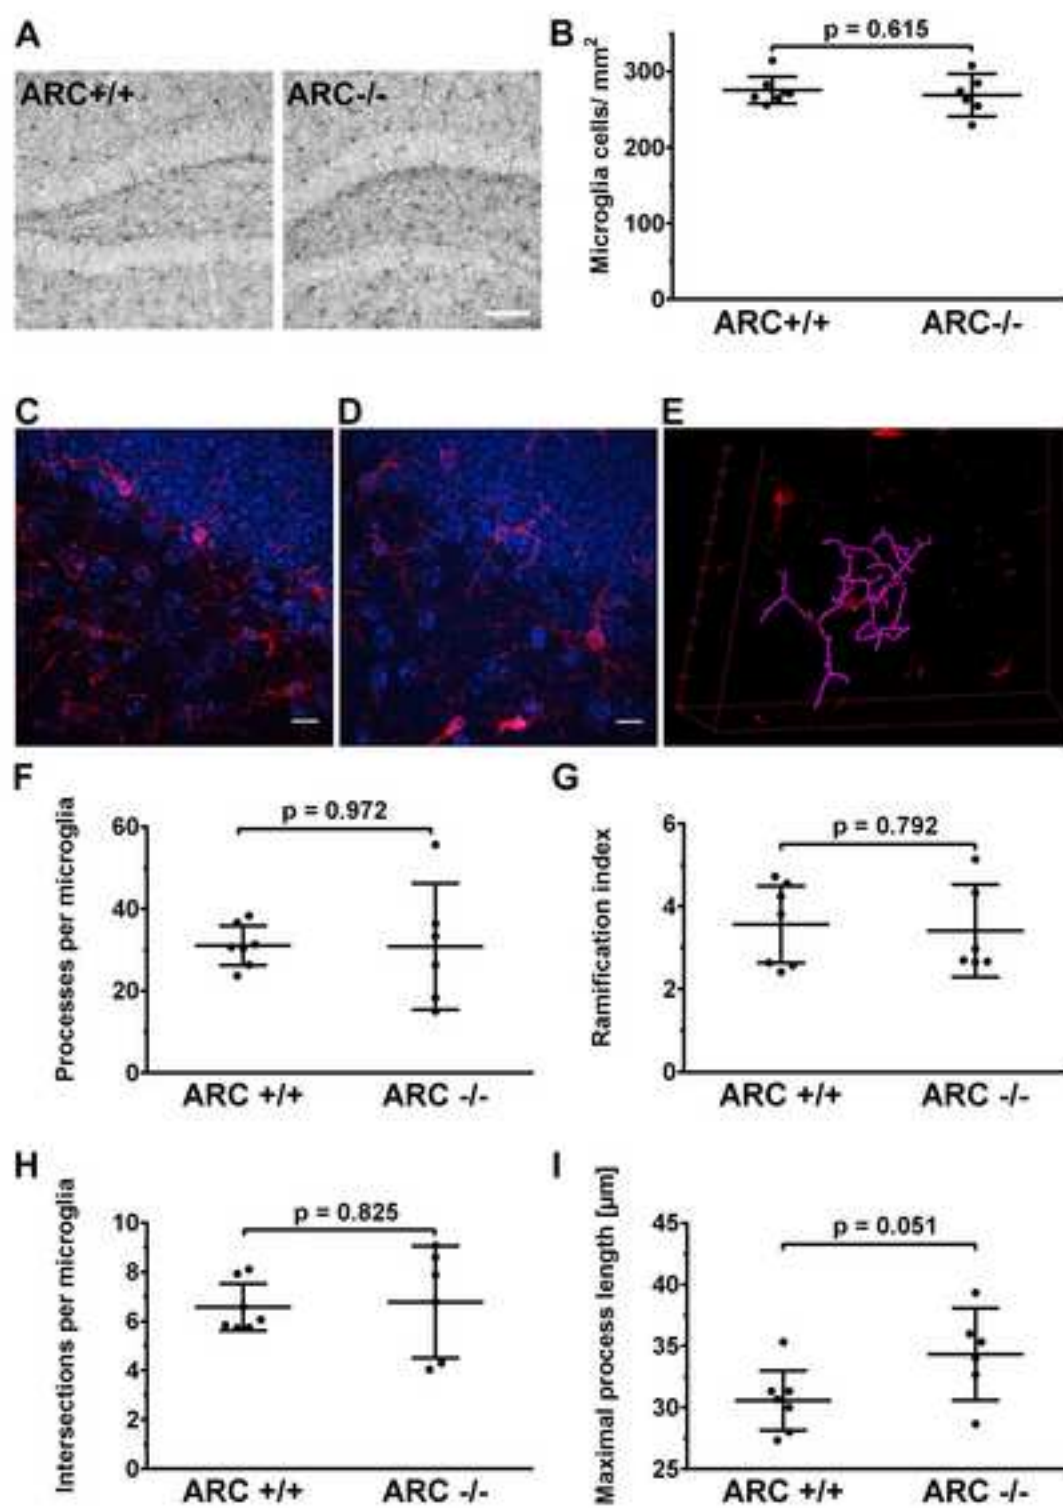 A
ARC+/+
ARC-/-
B
p = 0.615
Microglia cells/ mm²
300
200
100
0
ARC+/+
ARC-/-
C
D
E
F
p = 0.972
Processes per microglia
60
40
20
0
ARC +/+
ARC -/-
G
p = 0.792
Ramification index
6
4
2
0
ARC +/+
ARC -/-
H
p = 0.825
Intersections per microglia
10
8
6
4
2
0
ARC +/+
ARC -/-
I
p = 0.051
Maximal process length [µm]
45
40
35
30
25
ARC +/+
ARC -/-